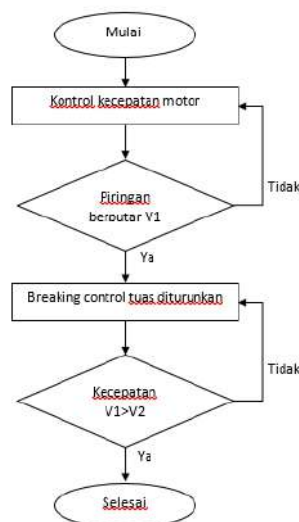 Mulai
Kontrol kecepatan motor
Piringan
berputar V1
Tidak
Ya
Breaking control tuas diturunkan
Kecepatan
V1>V2
Tidak
Ya
Selesai